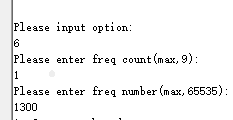 Please input option:
6
Please enter freq count(max,9):
1
Please enter freq number(max,65535):
1300